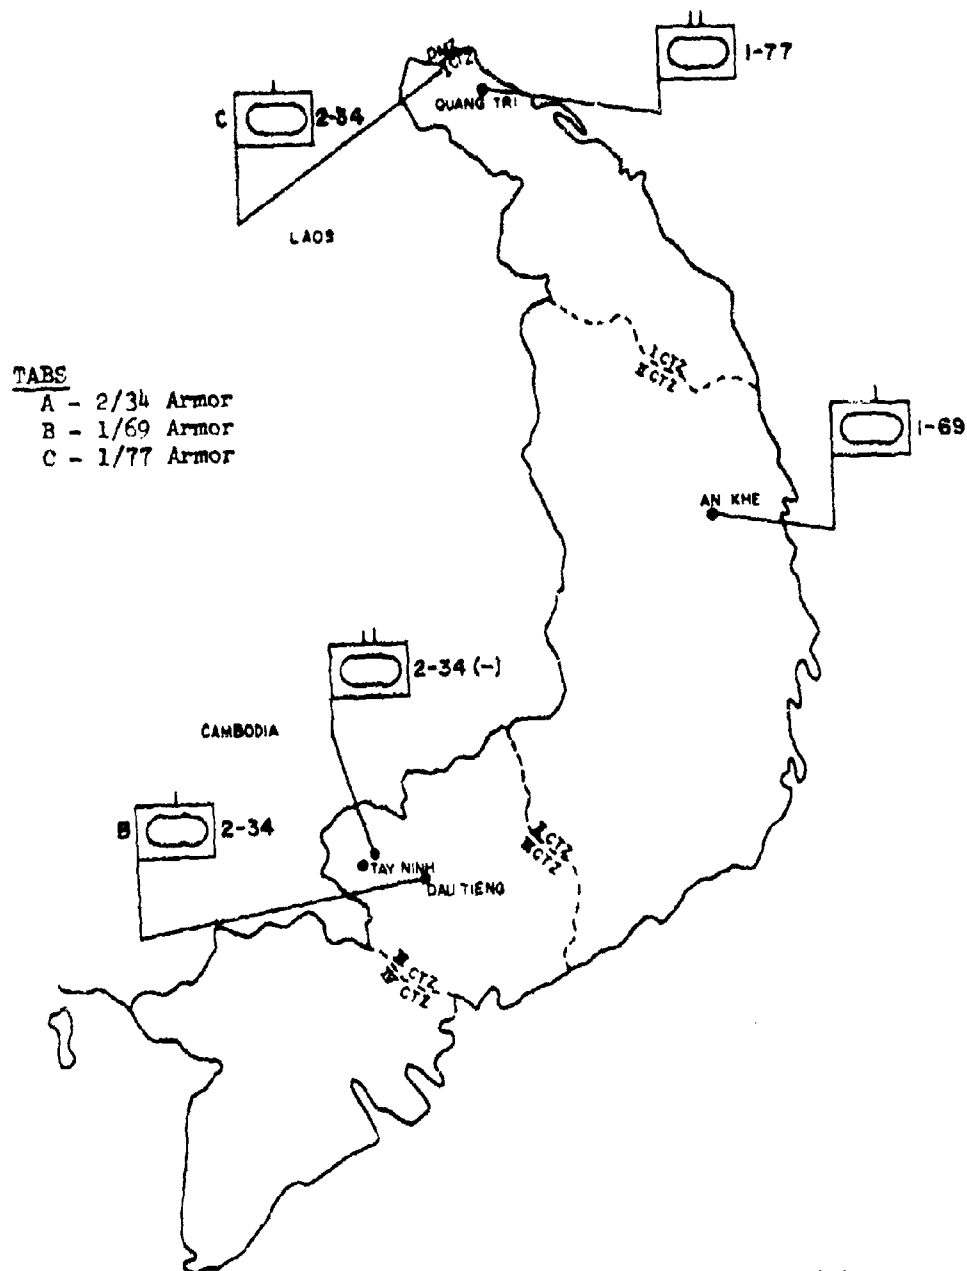 1-77
DMZ
I CTZ
QUANG TRI
C 2-34
LAOS
I CTZ
II CTZ
TABS
A - 2/34 Armor
B - 1/69 Armor
C - 1/77 Armor
1-69
AN KHE
2-34 (-)
CAMBODIA
B 2-34
II CTZ
III CTZ
TAY NINH
DAU TIENG
III CTZ
IV CTZ